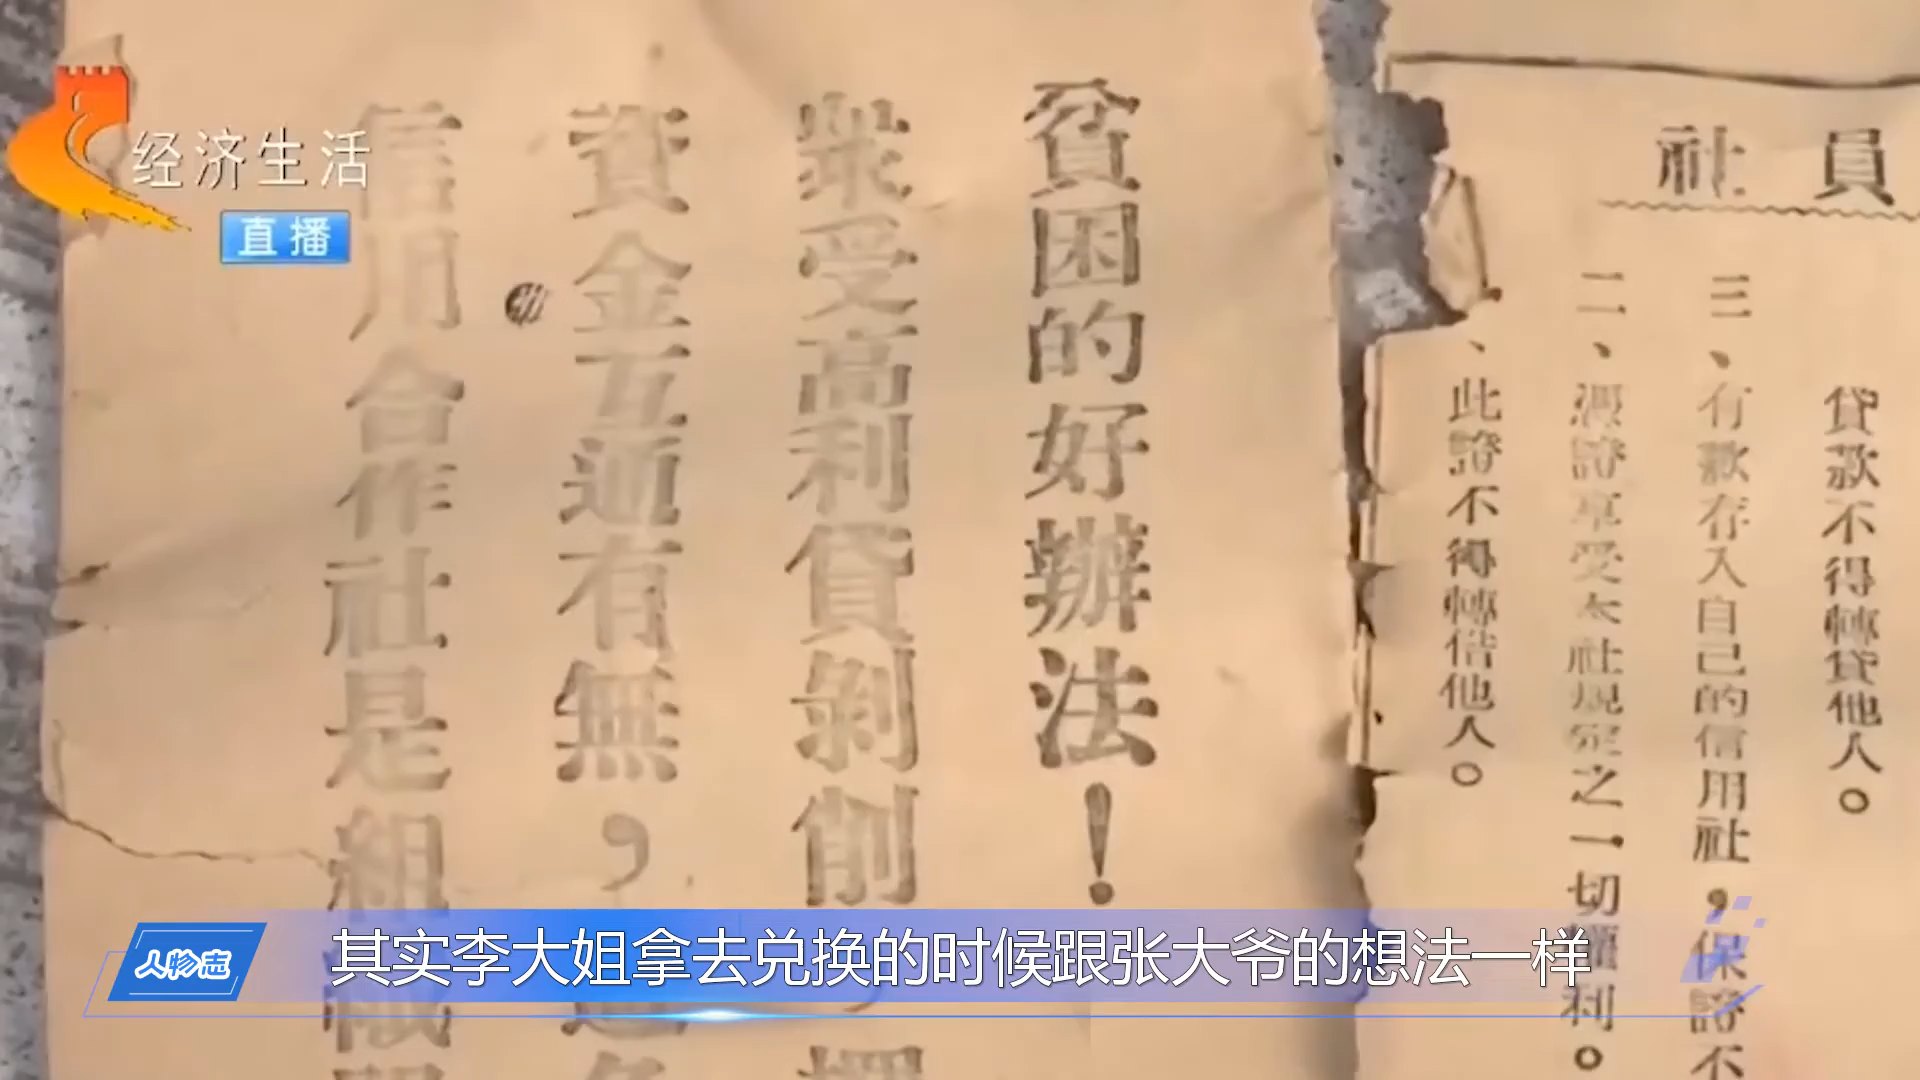 经济生活
直播
信用合作社是組織
資金互通有無，
眾受高利貸剝削，擺
貧困的好辦法！
社員
、此證不得轉借他人。
二、憑證享受本社規定之一切權利。
三、有款存入自己的信用社，保證不
貸款不得轉貸他人。
人物志
其实李大姐拿去兑换的时候跟张大爷的想法一样